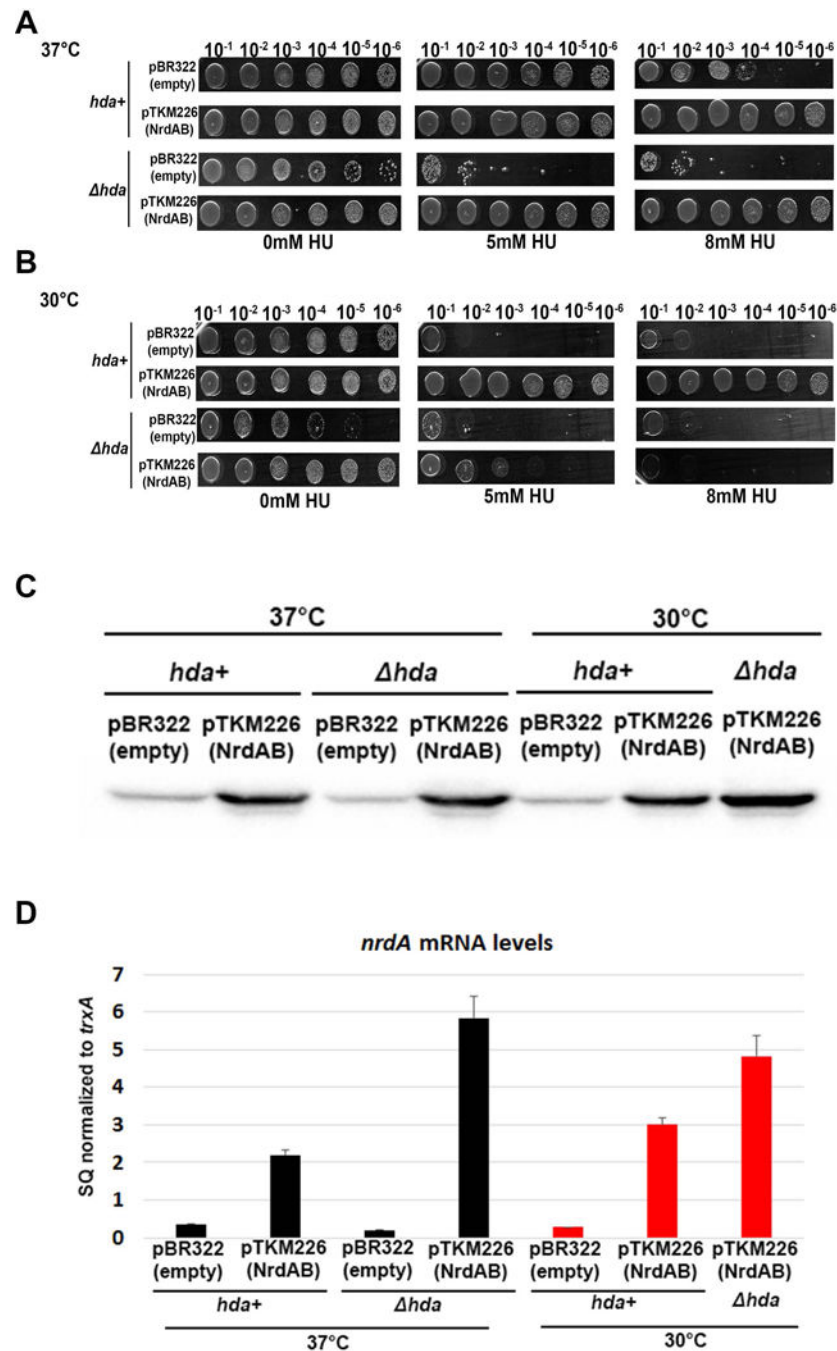 A
37°C
10-1 10-2 10-3 10-4 10-5 10-6
10-1 10-2 10-3 10-4 10-5 10-6
10-1 10-2 10-3 10-4 10-5 10-6
hda+
pBR322
(empty)
pTKM226
(NrdAB)
Δhda
pBR322
(empty)
pTKM226
(NrdAB)
0mM HU 5mM HU 8mM HU
B
30°C
10-1 10-2 10-3 10-4 10-5 10-6
10-1 10-2 10-3 10-4 10-5 10-6
10-1 10-2 10-3 10-4 10-5 10-6
hda+
pBR322
(empty)
pTKM226
(NrdAB)
Δhda
pBR322
(empty)
pTKM226
(NrdAB)
0mM HU 5mM HU 8mM HU
C
37°C 30°C
hda+ Δhda hda+ Δhda
pBR322 pTKM226 pBR322 pTKM226 pBR322 pTKM226 pTKM226
(empty) (NrdAB) (empty) (NrdAB) (empty) (NrdAB) (NrdAB)
D
nrdA mRNA levels
SQ normalized to trxA
7
6
5
4
3
2
1
0
pBR322 pTKM226 pBR322 pTKM226 pBR322 pTKM226 pTKM226
(empty) (NrdAB) (empty) (NrdAB) (empty) (NrdAB) (NrdAB)
hda+ Δhda hda+ Δhda
37°C 30°C